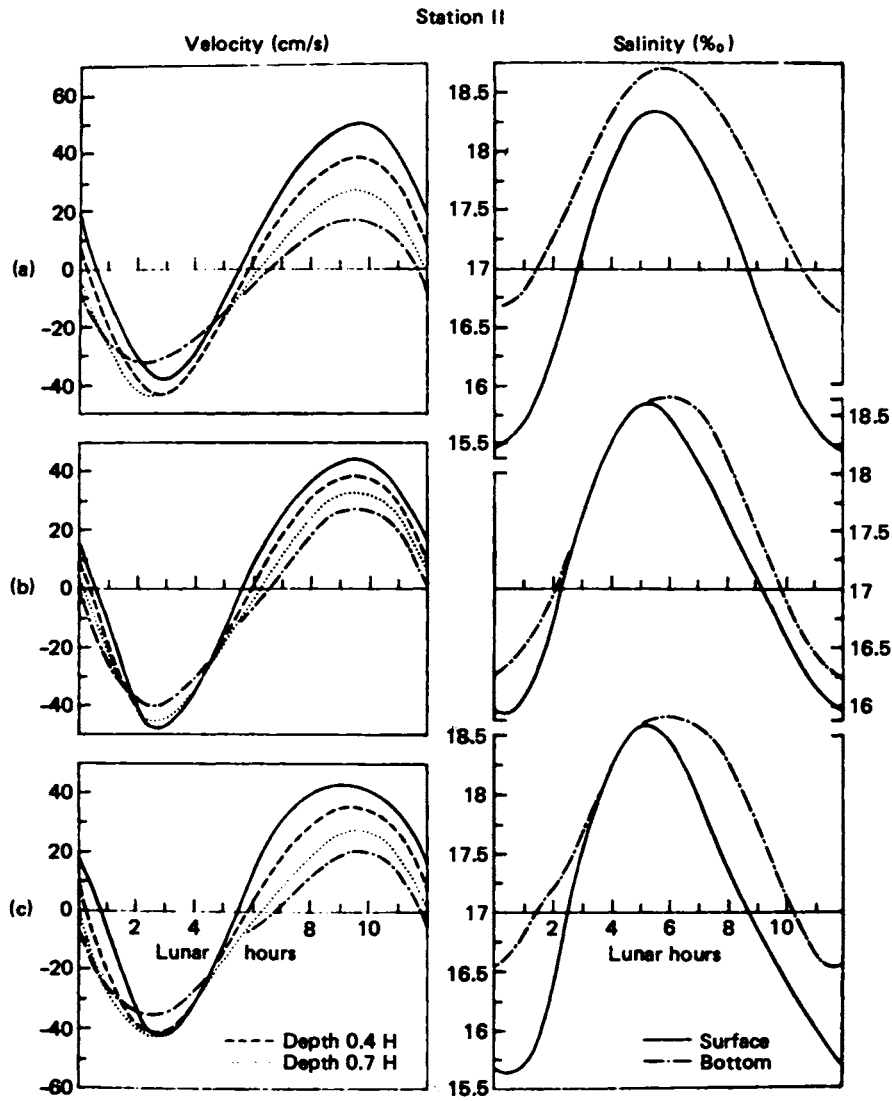 Station II
Velocity (cm/s)
Salinity (‰)
60
40
20
0
-20
-40
(a)
18.5
18
17.5
17
16.5
16
15.5
40
20
0
-20
-40
(b)
18.5
18
17.5
17
16.5
16
40
20
0
-20
-40
-60
(c)
2 4 6 8 10
Lunar hours
Depth 0.4 H
Depth 0.7 H
18.5
18
17.5
17
16.5
16
15.5
2 4 6 8 10
Lunar hours
Surface
Bottom